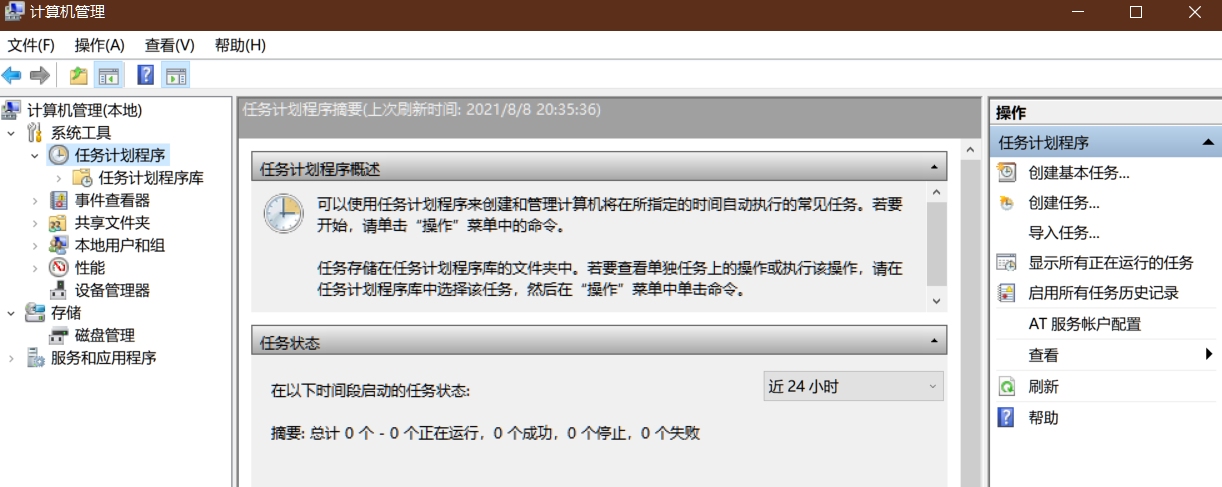 计算机管理
文件(F) 操作(A) 查看(V) 帮助(H)
计算机管理(本地)
系统工具
任务计划程序
任务计划程序库
事件查看器
共享文件夹
本地用户和组
性能
设备管理器
存储
磁盘管理
服务和应用程序
任务计划程序摘要(上次刷新时间: 2021/8/8 20:35:36)
任务计划程序概述
可以使用任务计划程序来创建和管理计算机将在所指定的时间自动执行的常见任务。若要
开始，请单击“操作”菜单中的命令。
任务存储在任务计划程序库的文件夹中。若要查看单独任务上的操作或执行该操作，请在
任务计划程序库中选择该任务，然后在“操作”菜单中单击命令。
任务状态
在以下时间段启动的任务状态:
近 24 小时
摘要: 总计 0 个 - 0 个正在运行，0 个成功，0 个停止，0 个失败
操作
任务计划程序
创建基本任务...
创建任务...
导入任务...
显示所有正在运行的任务
启用所有任务历史记录
AT 服务帐户配置
查看
刷新
帮助